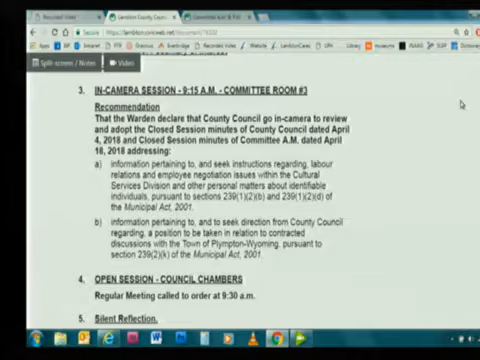 Recorded Video
Lambton County Counc
Committee A.M. & P.M
Website
https://lambton.civicweb.net/document/
Apps
Intranet
Everbridge
LambtonCares
museums
Dictionary
Split-screen / Notes
Video
3. IN-CAMERA SESSION - 9:15 A.M. - COMMITTEE ROOM #3
Recommendation
That the Warden declare that County Council go in-camera to review
and adopt the Closed Session minutes of County Council dated April
4, 2018 and Closed Session minutes of Committee A.M. dated April
18, 2018 addressing:
a) information pertaining to, and seek instructions regarding, labour
relations and employee negotiation issues within the Cultural
Services Division and other personal matters about identifiable
individuals, pursuant to sections 239(1)(2)(b) and 239(1)(2)(d) of
the Municipal Act, 2001.
b) information pertaining to, and to seek direction from County Council
regarding, a position to be taken in relation to contracted
discussions with the Town of Plympton-Wyoming, pursuant to
section 239(2)(k) of the Municipal Act, 2001.
4. OPEN SESSION - COUNCIL CHAMBERS
Regular Meeting called to order at 9:30 a.m.
5. Silent Reflection.